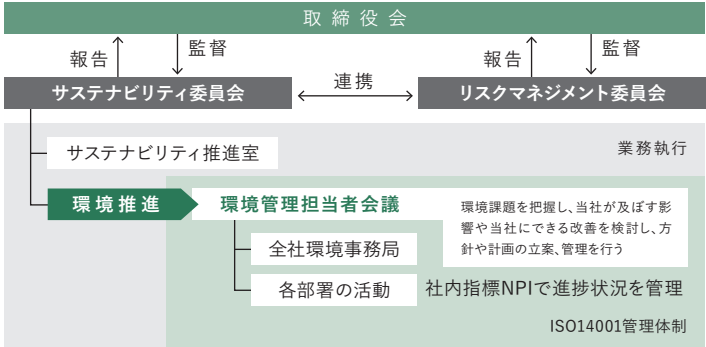 取締役会
報告
監督
報告
監督
サステナビリティ委員会
連携
リスクマネジメント委員会
サステナビリティ推進室
業務執行
環境推進
環境管理担当者会議
環境課題を把握し、当社が及ぼす影
響や当社にできる改善を検討し、方
針や計画の立案、管理を行う
全社環境事務局
各部署の活動
社内指標NPIで進捗状況を管理
ISO14001管理体制